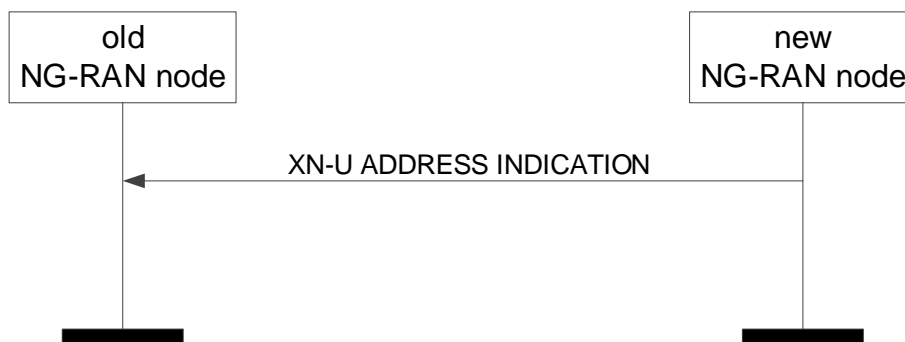 old
NG-RAN node
new
NG-RAN node
XN-U ADDRESS INDICATION